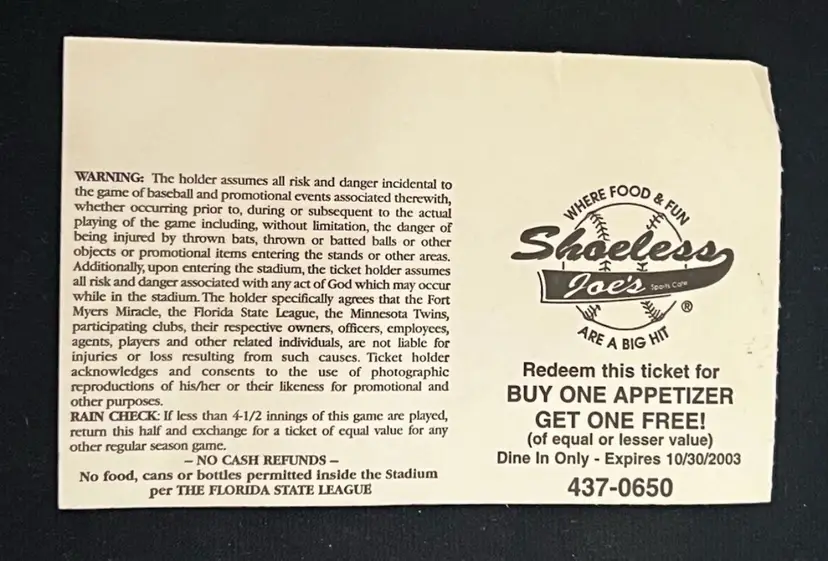 WARNING: The holder assumes all risk and danger incidental to
the game of baseball and promotional events associated therewith,
whether occurring prior to, during or subsequent to the actual
playing of the game including, without limitation, the danger of
being injured by thrown bats, thrown or batted balls or other
objects or promotional items entering the stands or other areas.
Additionally, upon entering the stadium, the ticket holder assumes
all risk and danger associated with any act of God which may occur
while in the stadium. The holder specifically agrees that the Fort
Myers Miracle, the Florida State League, the Minnesota Twins,
participating clubs, their respective owners, officers, employees,
agents, players and other related individuals, are not liable for
injuries or loss resulting from such causes. Ticket holder
acknowledges and consents to the use of photographic
reproductions of his/her or their likeness for promotional and
other purposes.
RAIN CHECK: If less than 4-1/2 innings of this game are played,
return this half and exchange for a ticket of equal value for any
other regular season game.
– NO CASH REFUNDS –
No food, cans or bottles permitted inside the Stadium
per THE FLORIDA STATE LEAGUE
WHERE FOOD & FUN
Shoeless
Joe's Sports Cafe
®
ARE A BIG HIT
Redeem this ticket for
BUY ONE APPETIZER
GET ONE FREE!
(of equal or lesser value)
Dine In Only - Expires 10/30/2003
437-0650